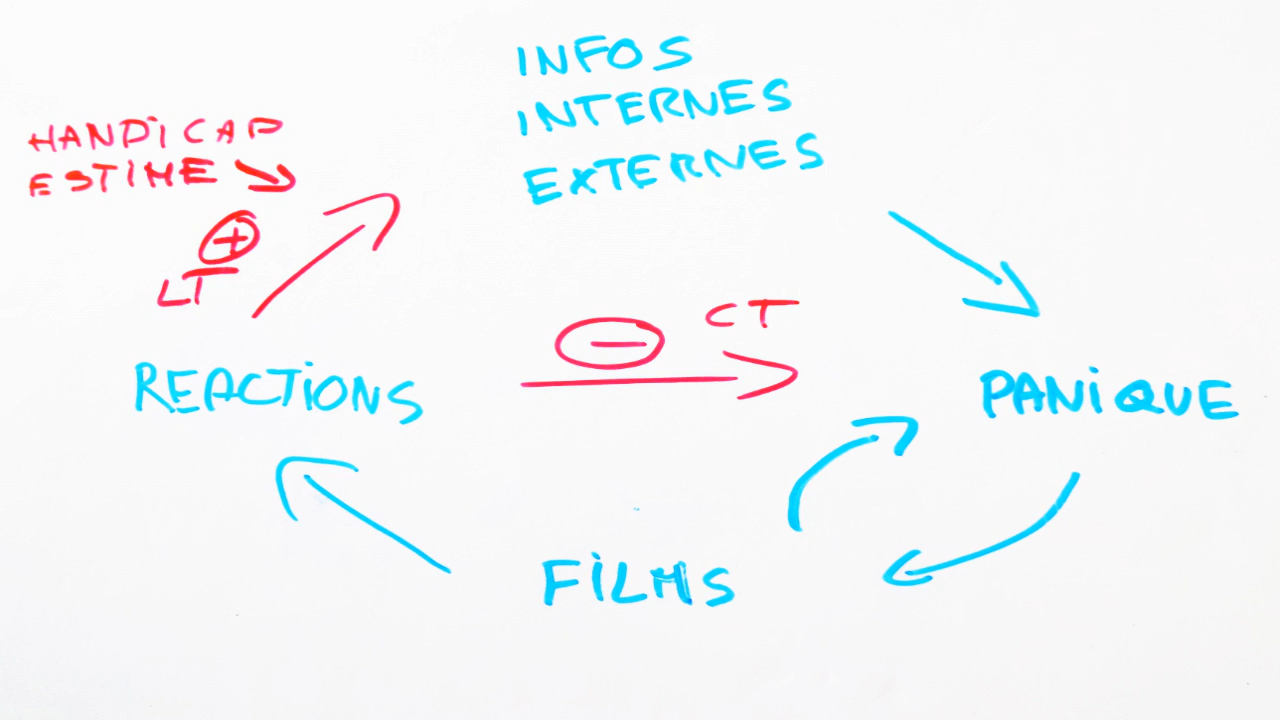 INFOS
INTERNES
EXTERNES
HANDiCAP
ESTIME
+
LT
CT
-
REACTiONS
PANiQUE
FiLMS